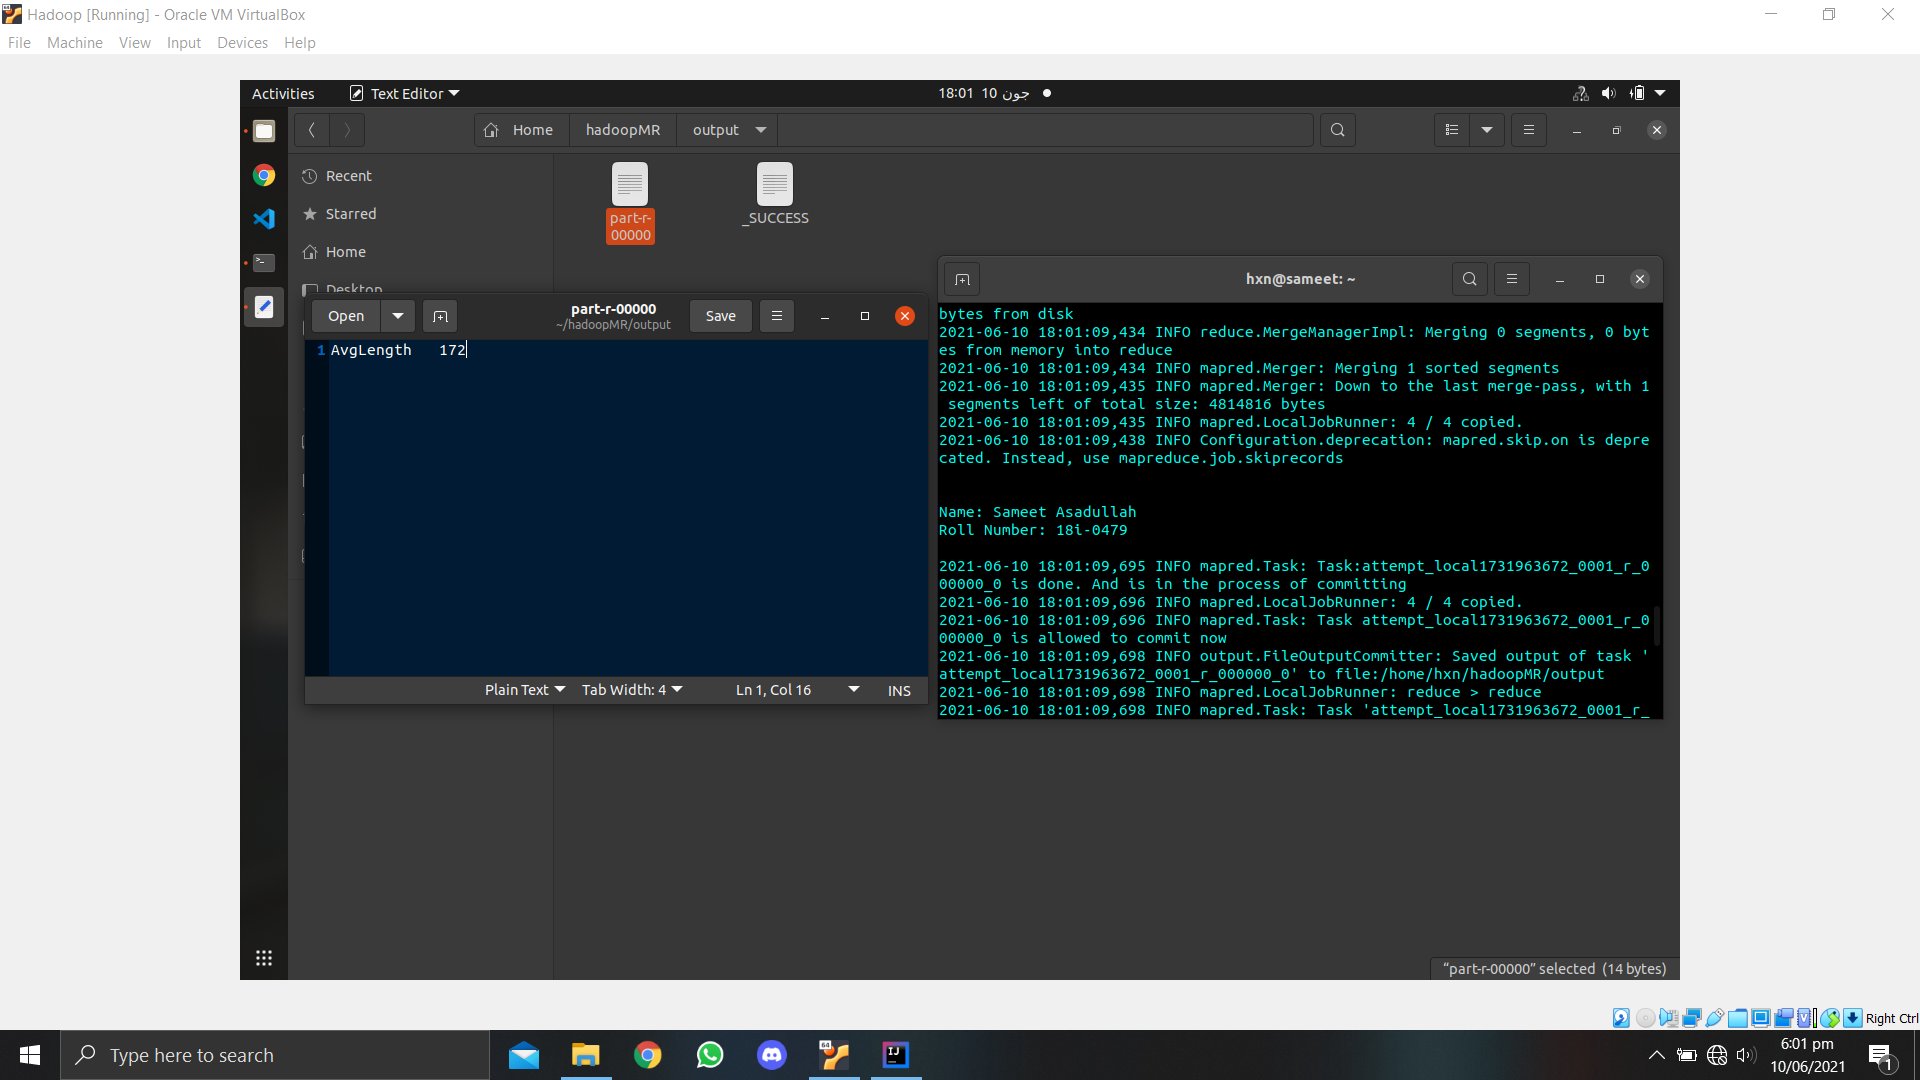 Hadoop [Running] - Oracle VM VirtualBox
File Machine View Input Devices Help
Activities Text Editor 18:01 10 جون
Home hadoopMR output
Recent
Starred
Home
Desktop
part-r-
00000
_SUCCESS
Open part-r-00000 Save
~/hadoopMR/output
1 AvgLength 172
Plain Text Tab Width: 4 Ln 1, Col 16 INS
hxn@sameet: ~
bytes from disk
2021-06-10 18:01:09,434 INFO reduce.MergeManagerImpl: Merging 0 segments, 0 byt
es from memory into reduce
2021-06-10 18:01:09,434 INFO mapred.Merger: Merging 1 sorted segments
2021-06-10 18:01:09,435 INFO mapred.Merger: Down to the last merge-pass, with 1
segments left of total size: 4814816 bytes
2021-06-10 18:01:09,435 INFO mapred.LocalJobRunner: 4 / 4 copied.
2021-06-10 18:01:09,438 INFO Configuration.deprecation: mapred.skip.on is depre
cated. Instead, use mapreduce.job.skiprecords
Name: Sameet Asadullah
Roll Number: 18i-0479
2021-06-10 18:01:09,695 INFO mapred.Task: Task:attempt_local1731963672_0001_r_0
00000_0 is done. And is in the process of committing
2021-06-10 18:01:09,696 INFO mapred.LocalJobRunner: 4 / 4 copied.
2021-06-10 18:01:09,696 INFO mapred.Task: Task attempt_local1731963672_0001_r_0
00000_0 is allowed to commit now
2021-06-10 18:01:09,698 INFO output.FileOutputCommitter: Saved output of task '
attempt_local1731963672_0001_r_000000_0' to file:/home/hxn/hadoopMR/output
2021-06-10 18:01:09,698 INFO mapred.LocalJobRunner: reduce > reduce
2021-06-10 18:01:09,698 INFO mapred.Task: Task 'attempt_local1731963672_0001_r_
"part-r-00000" selected (14 bytes)
Right Ctrl
Type here to search
64
IJ
6:01 pm
10/06/2021
1